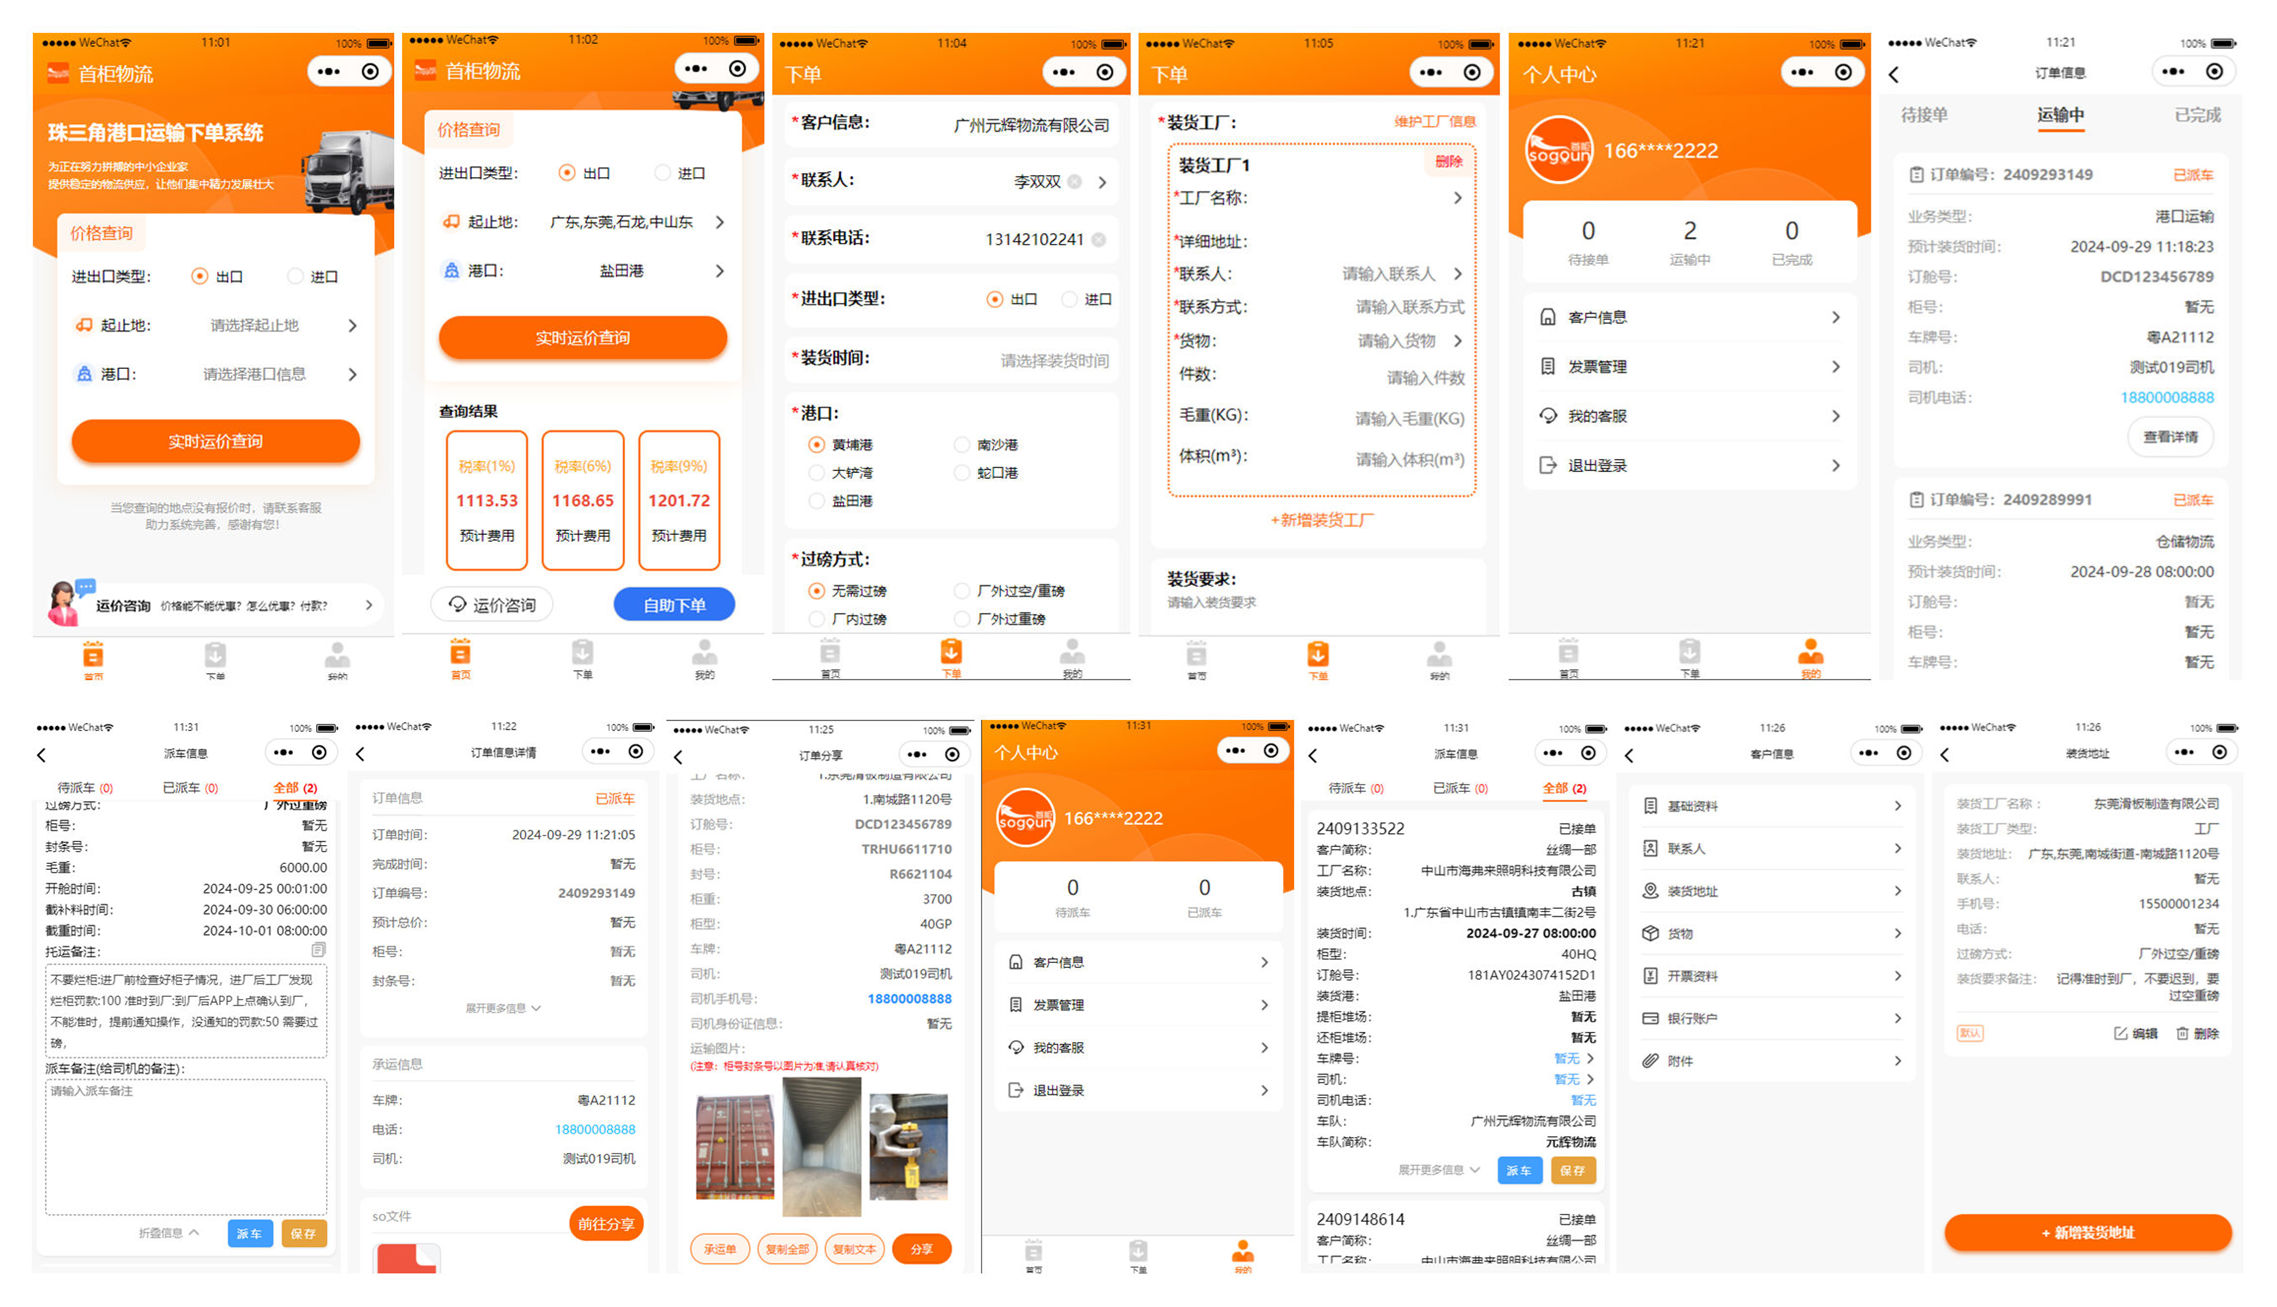 WeChat 11:01 100%
首柜物流
珠三角港口运输下单系统
为正在努力拼搏的中小企业家
提供稳定的物流供应，让他们集中精力发展壮大
价格查询
进出口类型： 出口 进口
起止地： 请选择起止地
港口： 请选择港口信息
实时运价查询
当您查询的地点没有报价时，请联系客服
助力系统完善，感谢有您！
运价咨询 价格能不能优惠？怎么优惠？付款？
首页 下单 我的
WeChat 11:02 100%
首柜物流
价格查询
进出口类型： 出口 进口
起止地： 广东,东莞,石龙,中山东
港口： 盐田港
实时运价查询
查询结果
税率(1%) 税率(6%) 税率(9%)
1113.53 1168.65 1201.72
预计费用 预计费用 预计费用
运价咨询 自助下单
首页 下单 我的
WeChat 11:04 100%
下单
*客户信息： 广州元辉物流有限公司
*联系人： 李双双
*联系电话： 13142102241
*进出口类型： 出口 进口
*装货时间： 请选择装货时间
*港口：
黄埔港 南沙港
大铲湾 蛇口港
盐田港
*过磅方式：
无需过磅 厂外过空/重磅
厂内过磅 厂外过重磅
首页 下单 我的
WeChat 11:05 100%
下单
*装货工厂： 维护工厂信息
装货工厂1 删除
*工厂名称：
*详细地址：
*联系人： 请输入联系人
*联系方式： 请输入联系方式
*货物： 请输入货物
件数： 请输入件数
毛重(KG)： 请输入毛重(KG)
体积(m³)： 请输入体积(m³)
+新增装货工厂
装货要求：
请输入装货要求
首页 下单 我的
WeChat 11:21 100%
个人中心
sogoun 首柜
166****2222
0 2 0
待接单 运输中 已完成
客户信息
发票管理
我的客服
退出登录
首页 下单 我的
WeChat 11:21 100%
订单信息
待接单 运输中 已完成
订单编号：2409293149 已派车
业务类型： 港口运输
预计装货时间： 2024-09-29 11:18:23
订舱号： DCD123456789
柜号： 暂无
车牌号： 粤A21112
司机： 测试019司机
司机电话： 18800008888
查看详情
订单编号：2409289991 已派车
业务类型： 仓储物流
预计装货时间： 2024-09-28 08:00:00
订舱号： 暂无
柜号： 暂无
车牌号： 暂无
WeChat 11:31 100%
派车信息
待派车 (0) 已派车 (0) 全部 (2)
过磅方式： 厂外过重磅
柜号： 暂无
封条号： 暂无
毛重： 6000.00
开舱时间： 2024-09-25 00:01:00
截补料时间： 2024-09-30 06:00:00
截重时间： 2024-10-01 08:00:00
托运备注：
不要烂柜:进厂前检查好柜子情况，进厂后工厂发现
烂柜罚款:100 准时到厂:到厂后APP上点确认到厂，
不能准时，提前通知操作，没通知的罚款:50 需要过
磅，
派车备注(给司机的备注)：
请输入派车备注
折叠信息 派车 保存
WeChat 11:22 100%
订单信息详情
订单信息 已派车
订单时间： 2024-09-29 11:21:05
完成时间： 暂无
订单编号： 2409293149
预计总价： 暂无
柜号： 暂无
封条号： 暂无
展开更多信息
承运信息
车牌： 粤A21112
电话： 18800008888
司机： 测试019司机
so文件 前往分享
WeChat 11:25 100%
订单分享
工厂名称： 1.东莞滑板制造有限公司
装货地点： 1.南城路1120号
订舱号： DCD123456789
柜号： TRHU6611710
封号： R6621104
柜重： 3700
柜型： 40GP
车牌： 粤A21112
司机： 测试019司机
司机手机号： 18800008888
司机身份证信息： 暂无
运输图片：
(注意：柜号封条号以图片为准,请认真核对)
承运单 复制全部 复制文本 分享
WeChat 11:31 100%
个人中心
sogoun 首柜
166****2222
0 0
待派车 已派车
客户信息
发票管理
我的客服
退出登录
首页 下单 我的
WeChat 11:31 100%
派车信息
待派车 (0) 已派车 (0) 全部 (2)
2409133522 已接单
客户简称： 丝绸一部
工厂名称： 中山市海弗来照明科技有限公司
装货地点： 古镇
1.广东省中山市古镇镇南丰二街2号
装货时间： 2024-09-27 08:00:00
柜型： 40HQ
订舱号： 181AY0243074152D1
装货港： 盐田港
提柜堆场： 暂无
还柜堆场： 暂无
车牌号： 暂无
司机： 暂无
司机电话： 暂无
车队： 广州元辉物流有限公司
车队简称： 元辉物流
展开更多信息 派车 保存
2409148614 已接单
客户简称： 丝绸一部
工厂名称： 中山市海弗来照明科技有限公司
WeChat 11:26 100%
客户信息
基础资料
联系人
装货地址
货物
开票资料
银行账户
附件
WeChat 11:26 100%
装货地址
装货工厂名称： 东莞滑板制造有限公司
装货工厂类型： 工厂
装货地址： 广东,东莞,南城街道-南城路1120号
联系人： 暂无
手机号： 15500001234
电话： 暂无
过磅方式： 厂外过空/重磅
装货要求备注： 记得准时到厂，不要迟到，要
过空重磅
默认 编辑 删除
+ 新增装货地址